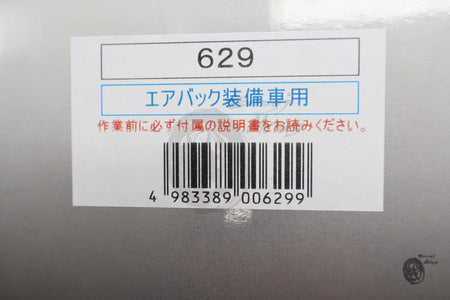 629
エアバック装備車用
作業前に必ず付属の説明書をお読みください。
4 983389 006299